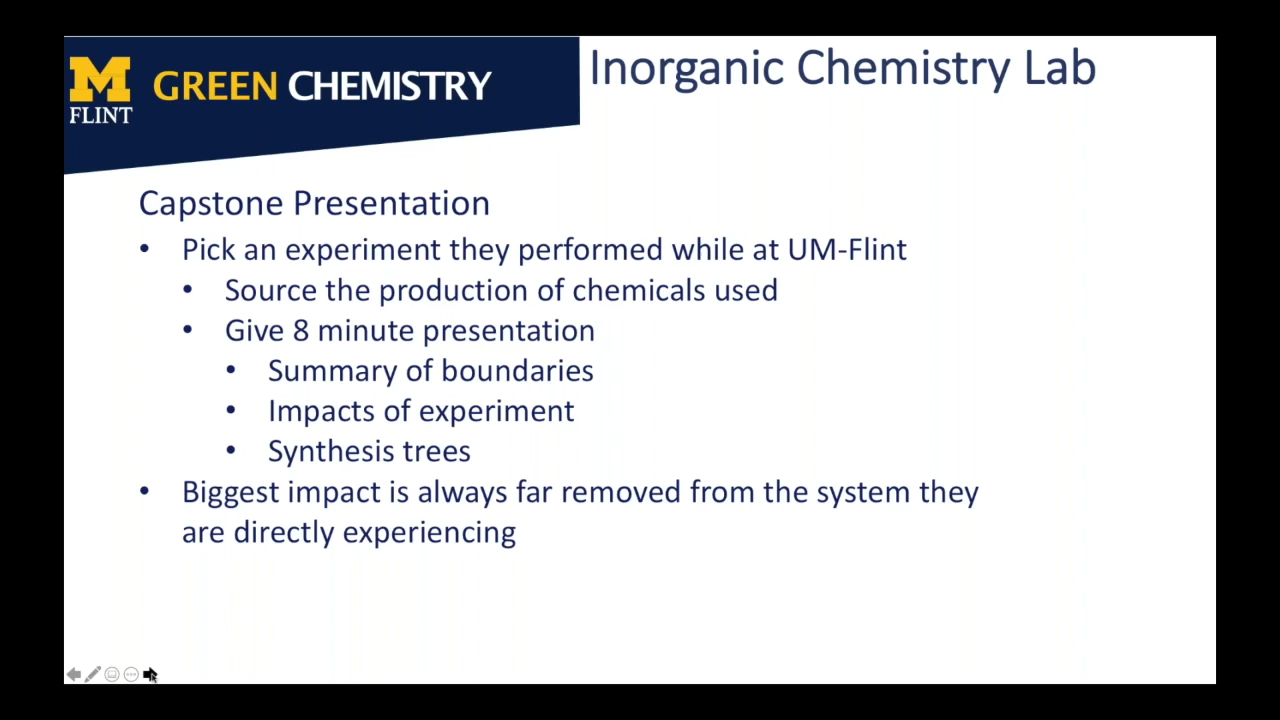 M
FLINT
GREEN CHEMISTRY
Inorganic Chemistry Lab
Capstone Presentation
• Pick an experiment they performed while at UM-Flint
• Source the production of chemicals used
• Give 8 minute presentation
• Summary of boundaries
• Impacts of experiment
• Synthesis trees
• Biggest impact is always far removed from the system they
are directly experiencing